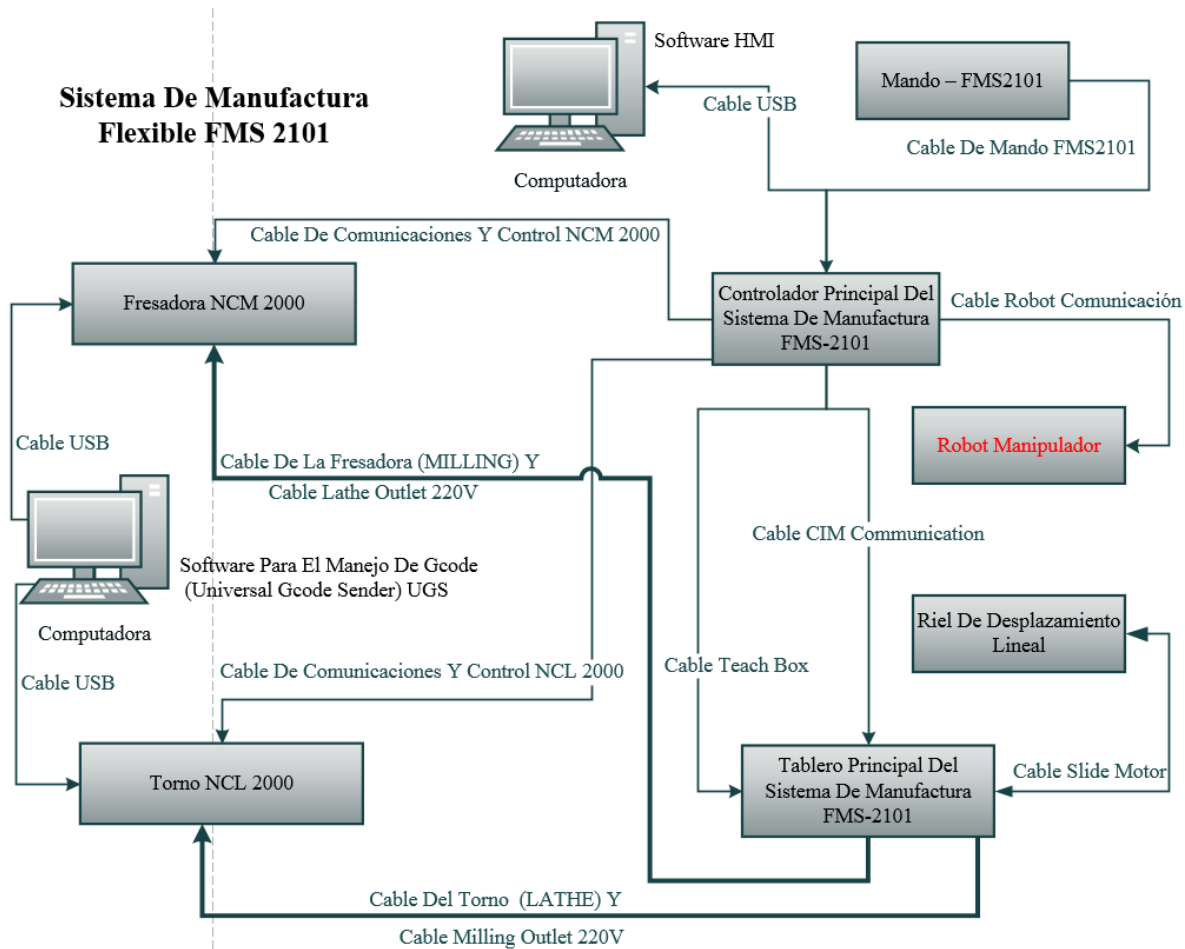 Software HMI
Mando – FMS2101
Sistema De Manufactura
Flexible FMS 2101
Cable USB
Cable De Mando FMS2101
Computadora
Cable De Comunicaciones Y Control NCM 2000
Fresadora NCM 2000
Controlador Principal Del
Sistema De Manufactura
FMS-2101
Cable Robot Comunicación
Robot Manipulador
Cable USB
Cable De La Fresadora (MILLING) Y
Cable Lathe Outlet 220V
Cable CIM Communication
Software Para El Manejo De Gcode
(Universal Gcode Sender) UGS
Computadora
Riel De Desplazamiento
Lineal
Cable USB
Cable De Comunicaciones Y Control NCL 2000
Cable Teach Box
Torno NCL 2000
Tablero Principal Del
Sistema De Manufactura
FMS-2101
Cable Slide Motor
Cable Del Torno (LATHE) Y
Cable Milling Outlet 220V